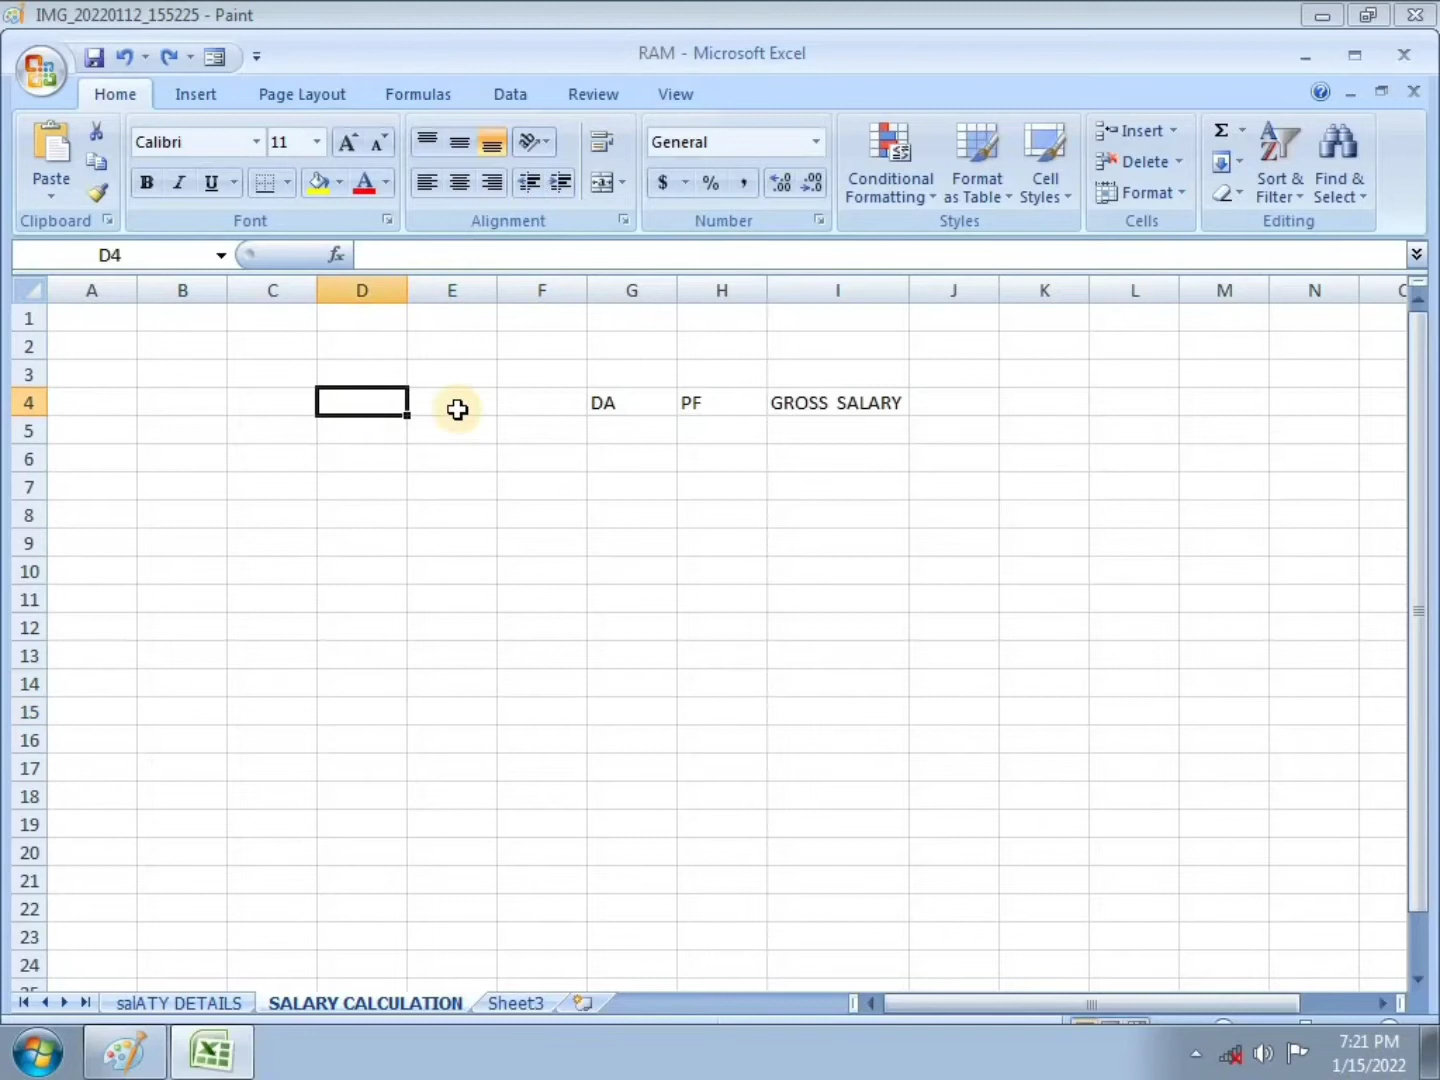 IMG_20220112_155225 - Paint
RAM - Microsoft Excel
Home Insert Page Layout Formulas Data Review View
Paste
Clipboard
Calibri 11
B I U
Font
Alignment
General
$ % ,
Number
Conditional Formatting
Format as Table
Cell Styles
Styles
Insert
Delete
Format
Cells
Σ
Sort & Filter
Find & Select
Editing
D4 fx
A B C D E F G H I J K L M N
1
2
3
4 DA PF GROSS SALARY
5
6
7
8
9
10
11
12
13
14
15
16
17
18
19
20
21
22
23
24
salATY DETAILS SALARY CALCULATION Sheet3
7:21 PM
1/15/2022